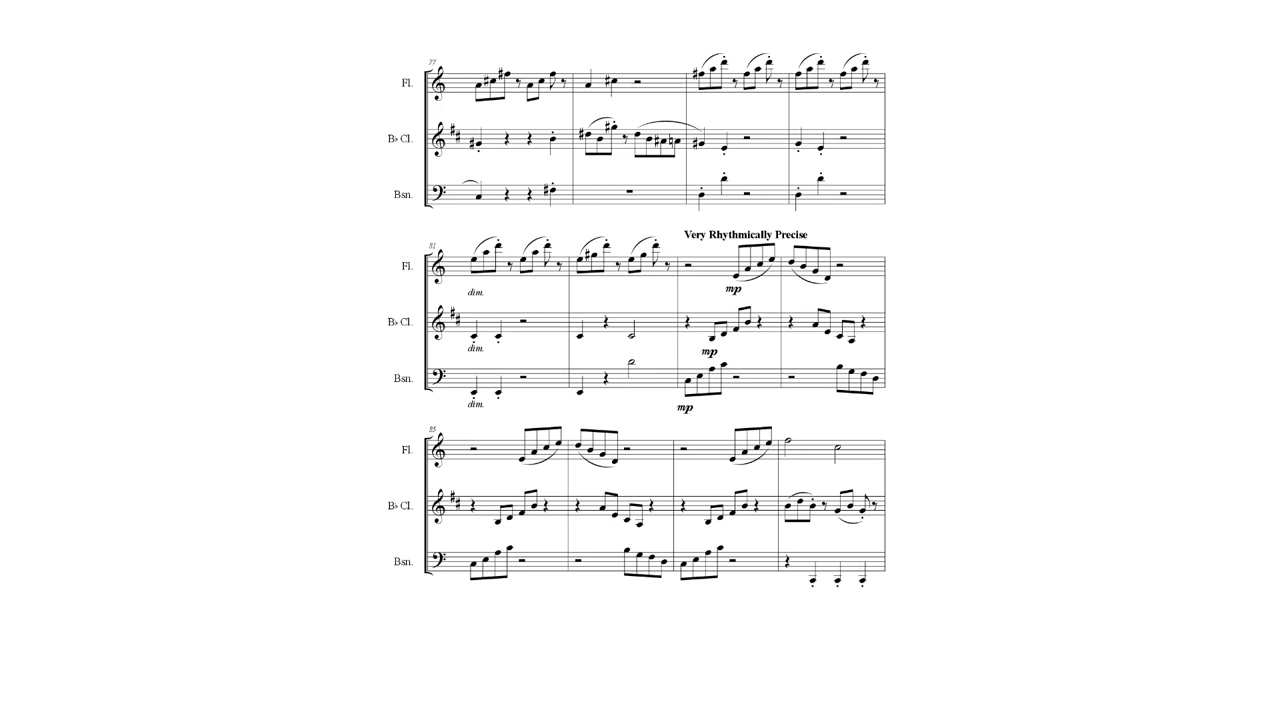 77
Fl.
B♭ Cl.
Bsn.
Very Rhythmically Precise
81
Fl.
dim.
mp
B♭ Cl.
dim.
mp
Bsn.
dim.
mp
85
Fl.
B♭ Cl.
Bsn.